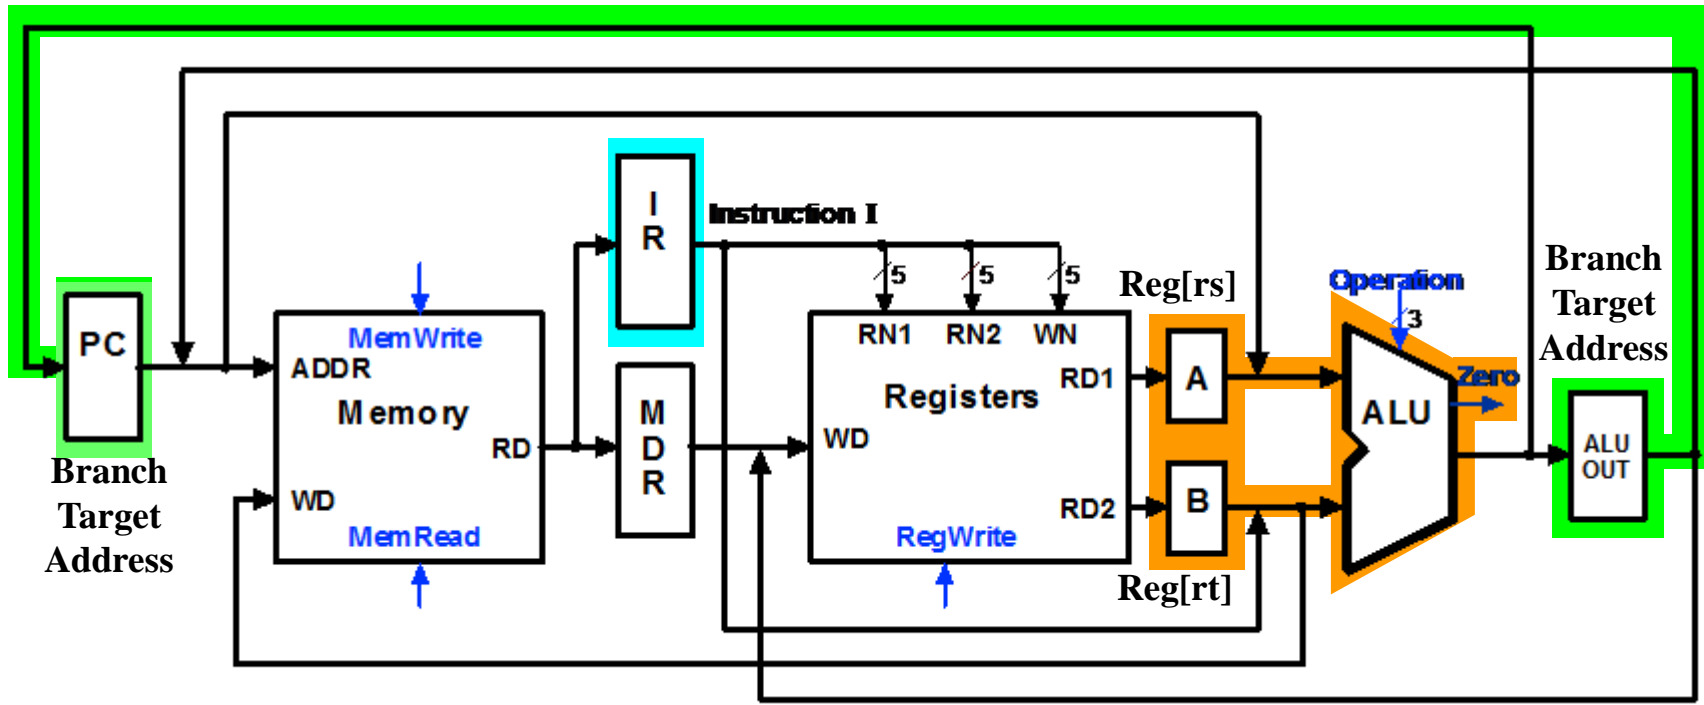 I
R
Instruction I
5
5
5
Reg[rs]
Operation
3
Branch
Target
Address
PC
MemWrite
ADDR
Memory
RD
WD
MemRead
M
D
R
RN1
RN2
WN
RD1
Registers
WD
RD2
RegWrite
A
B
Zero
ALU
ALU
OUT
Branch
Target
Address
Reg[rt]